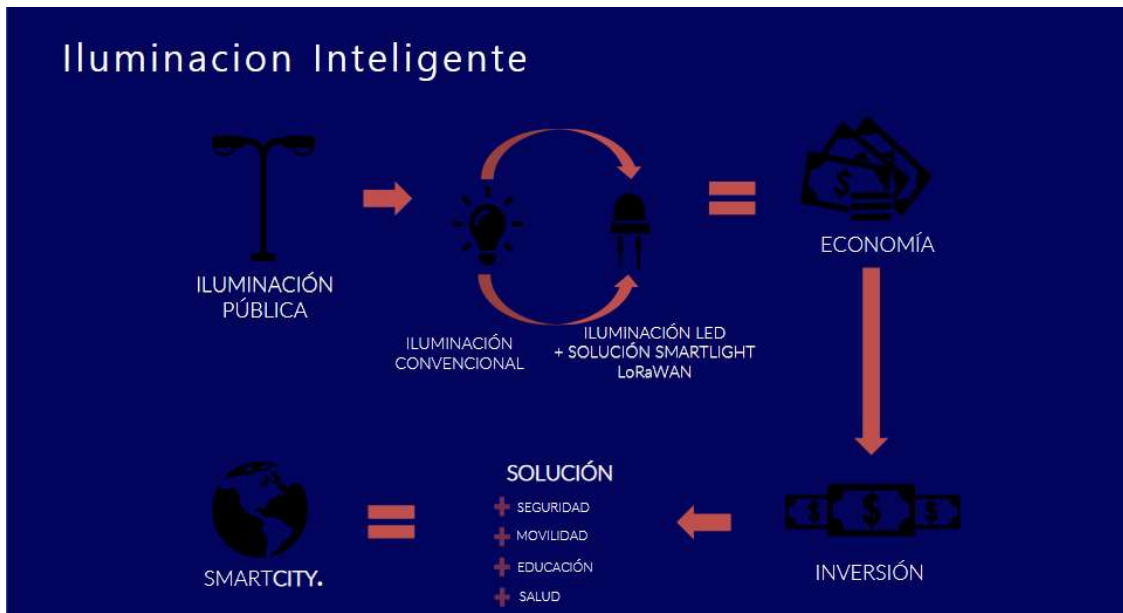 Iluminacion Inteligente
ILUMINACIÓN
PÚBLICA
ILUMINACIÓN
CONVENCIONAL
ILUMINACIÓN LED
+ SOLUCIÓN SMARTLIGHT
LoRaWAN
ECONOMÍA
INVERSIÓN
SOLUCIÓN
+ SEGURIDAD
+ MOVILIDAD
+ EDUCACIÓN
+ SALUD
SMARTCITY.